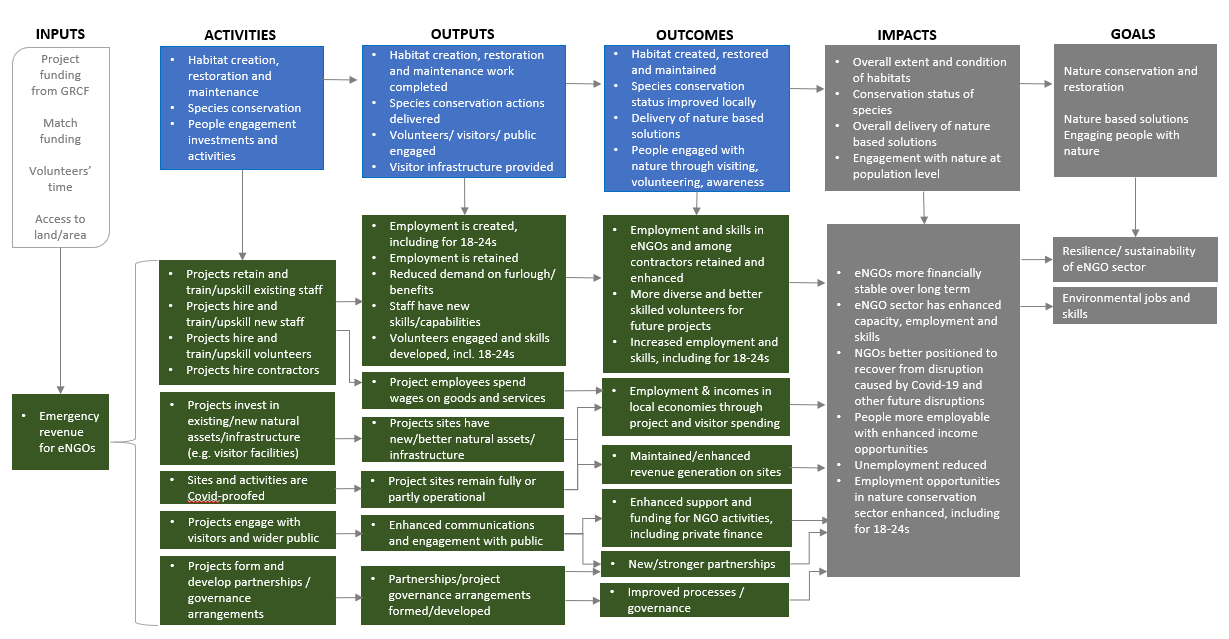 INPUTS
Project
funding
from GRCF
Match
funding
Volunteers'
time
Access to
land/area
• Emergency
revenue
for eNGOs
ACTIVITIES
• Habitat creation,
restoration and
maintenance
• Species conservation
• People engagement
investments and
activities
• Projects retain and
train/upskill existing staff
• Projects hire and
train/upskill new staff
• Projects hire and
train/upskill volunteers
• Projects hire contractors
• Projects invest in
existing/new natural
assets/infrastructure
(e.g. visitor facilities)
• Sites and activities are
Covid-proofed
• Projects engage with
visitors and wider public
• Projects form and
develop partnerships /
governance
arrangements
OUTPUTS
• Habitat creation, restoration
and maintenance work
completed
• Species conservation actions
delivered
• Volunteers/ visitors/ public
engaged
• Visitor infrastructure provided
• Employment is created,
including for 18-24s
• Employment is retained
• Reduced demand on furlough/
benefits
• Staff have new
skills/capabilities
• Volunteers engaged and skills
developed, incl. 18-24s
• Project employees spend
wages on goods and services
• Projects sites have
new/better natural assets/
infrastructure
• Project sites remain fully or
partly operational
• Enhanced communications
and engagement with public
• Partnerships/project
governance arrangements
formed/developed
OUTCOMES
• Habitat created, restored
and maintained
• Species conservation
status improved locally
• Delivery of nature based
solutions
• People engaged with
nature through visiting,
volunteering, awareness
• Employment and skills in
eNGOs and among
contractors retained and
enhanced
• More diverse and better
skilled volunteers for
future projects
• Increased employment and
skills, including for 18-24s
• Employment & incomes in
local economies through
project and visitor spending
• Maintained/enhanced
revenue generation on sites
• Enhanced support and
funding for NGO activities,
including private finance
• New/stronger partnerships
• Improved processes /
governance
IMPACTS
• Overall extent and condition
of habitats
• Conservation status of
species
• Overall delivery of nature
based solutions
• Engagement with nature at
population level
• eNGOs more financially
stable over long term
• eNGO sector has enhanced
capacity, employment and
skills
• NGOs better positioned to
recover from disruption
caused by Covid-19 and
other future disruptions
• People more employable
with enhanced income
opportunities
• Unemployment reduced
• Employment opportunities
in nature conservation
sector enhanced, including
for 18-24s
GOALS
Nature conservation and
restoration
Nature based solutions
Engaging people with
nature
Resilience/ sustainability
of eNGO sector
Environmental jobs and
skills